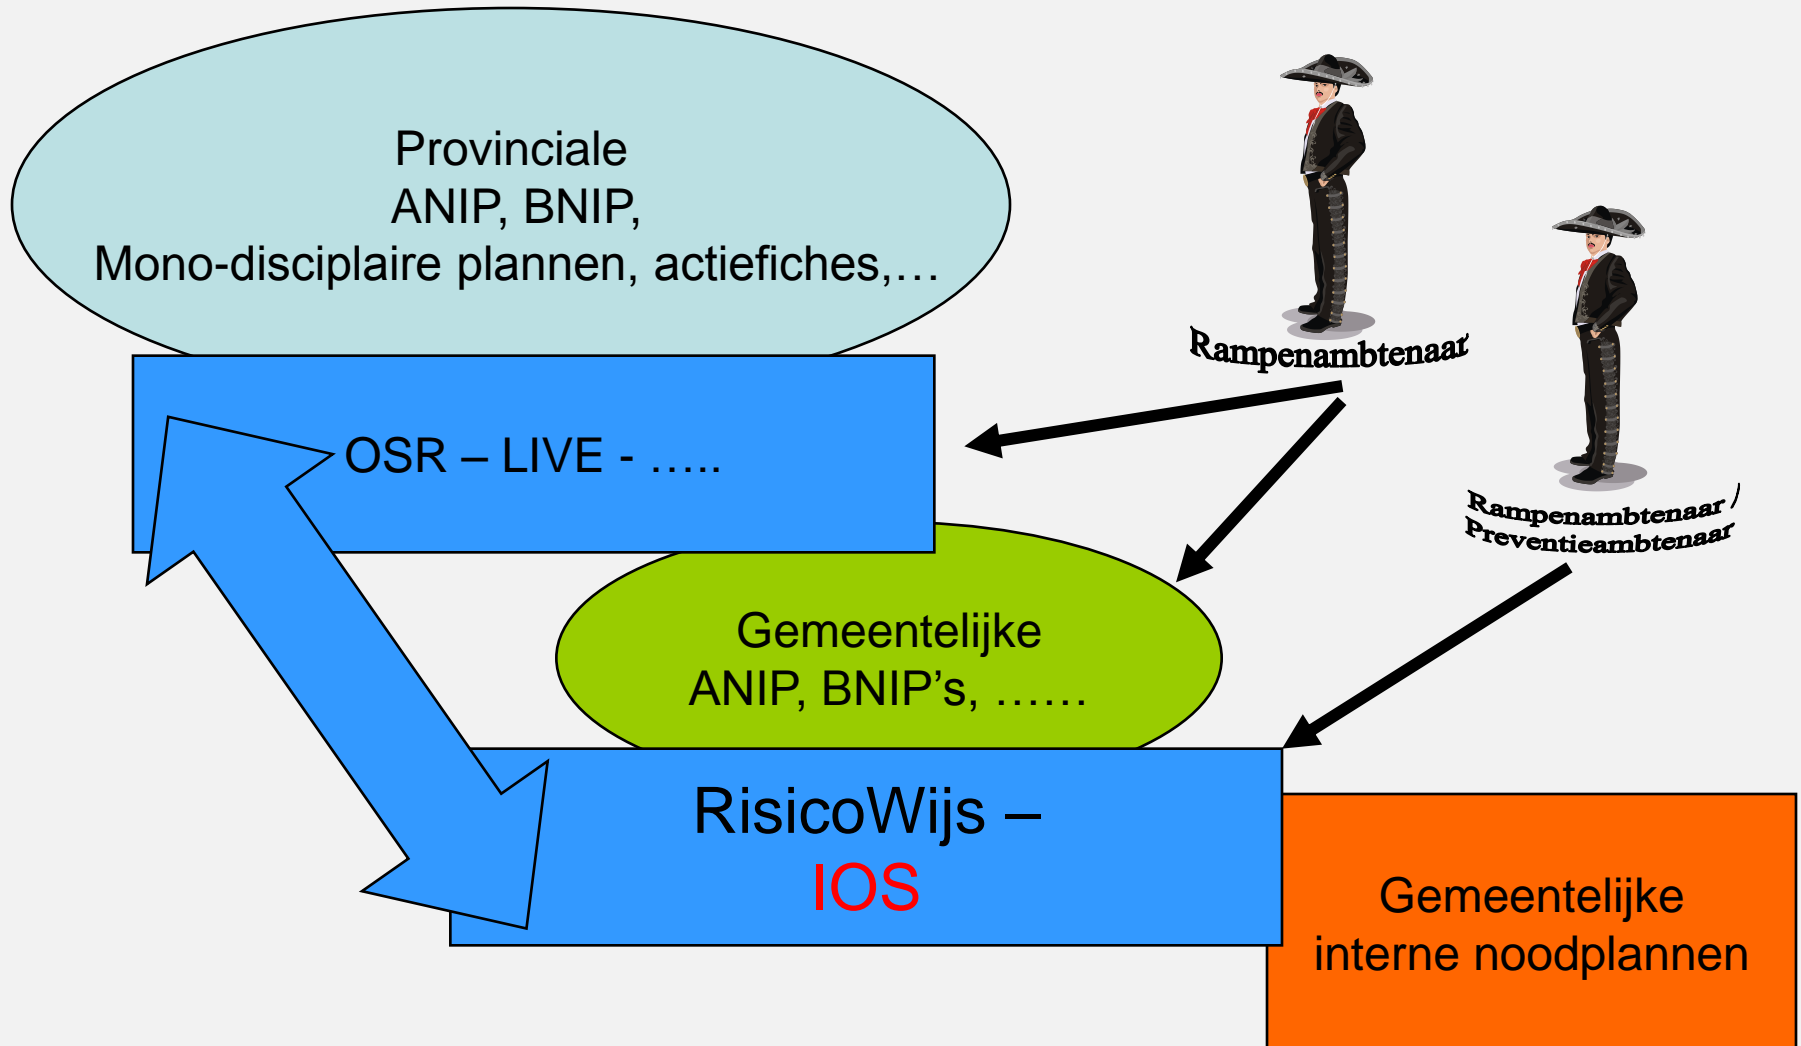 Provinciale
ANIP, BNIP,
Mono-disciplaire plannen, actiefiches,…
Rampenambtenaar
OSR – LIVE - …..
Rampenambtenaar /
Preventieambtenaar
Gemeentelijke
ANIP, BNIP’s, ……
RisicoWijs –
IOS
Gemeentelijke
interne noodplannen